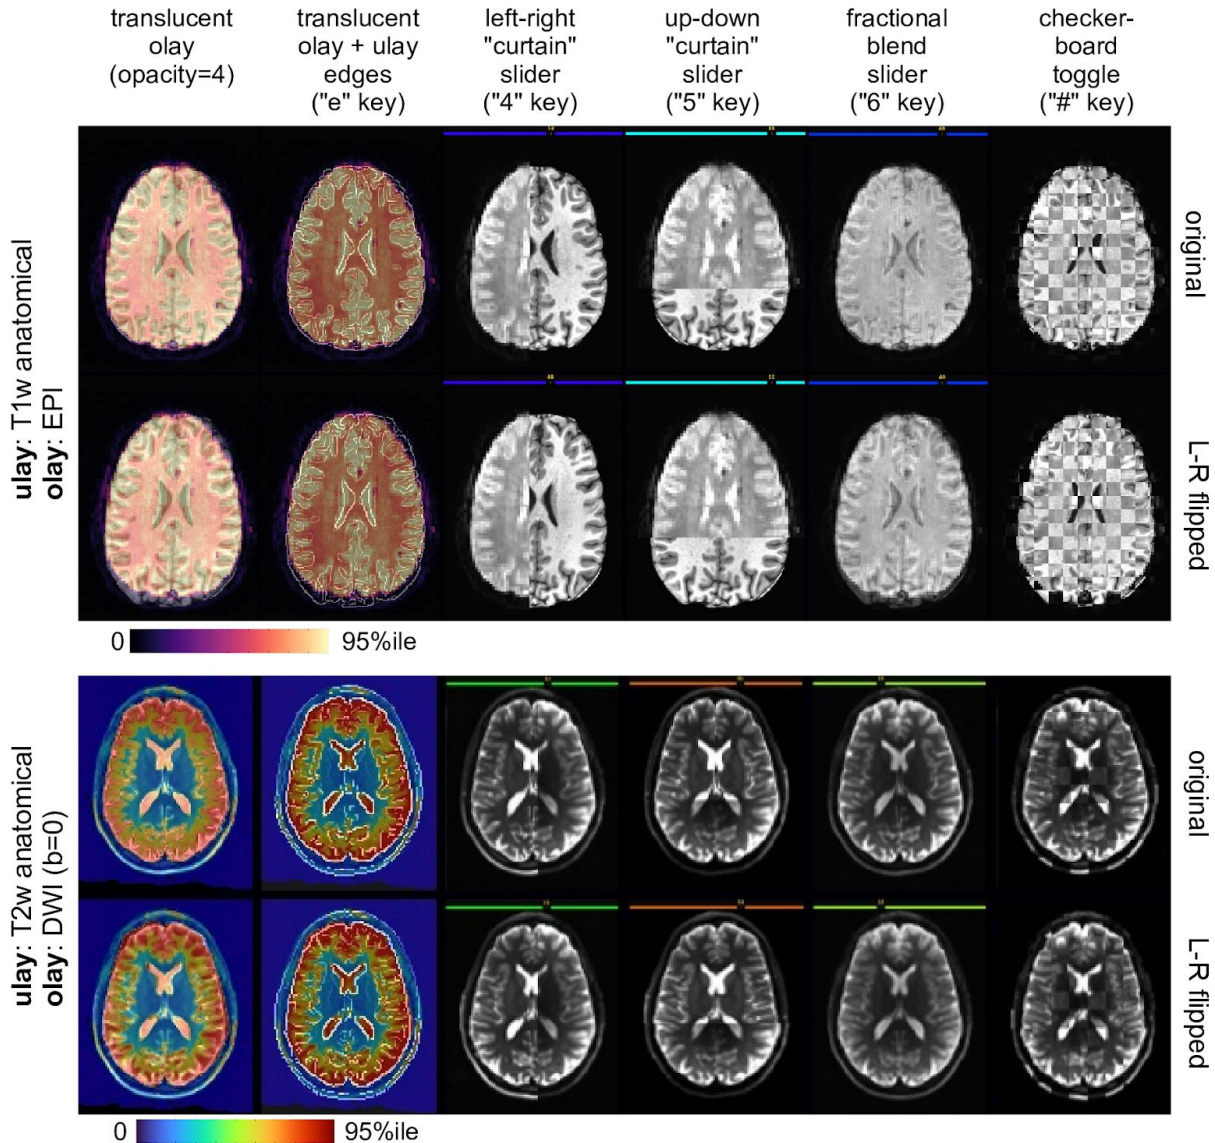 translucent
olay
(opacity=4)
translucent
olay + ulay
edges
("e" key)
left-right
"curtain"
slider
("4" key)
up-down
"curtain"
slider
("5" key)
fractional
blend
slider
("6" key)
checker-
board
toggle
("#" key)
ulay: T1w anatomical
olay: EPI
original
L-R flipped
0
95%ile
ulay: T2w anatomical
olay: DWI (b=0)
original
L-R flipped
0
95%ile